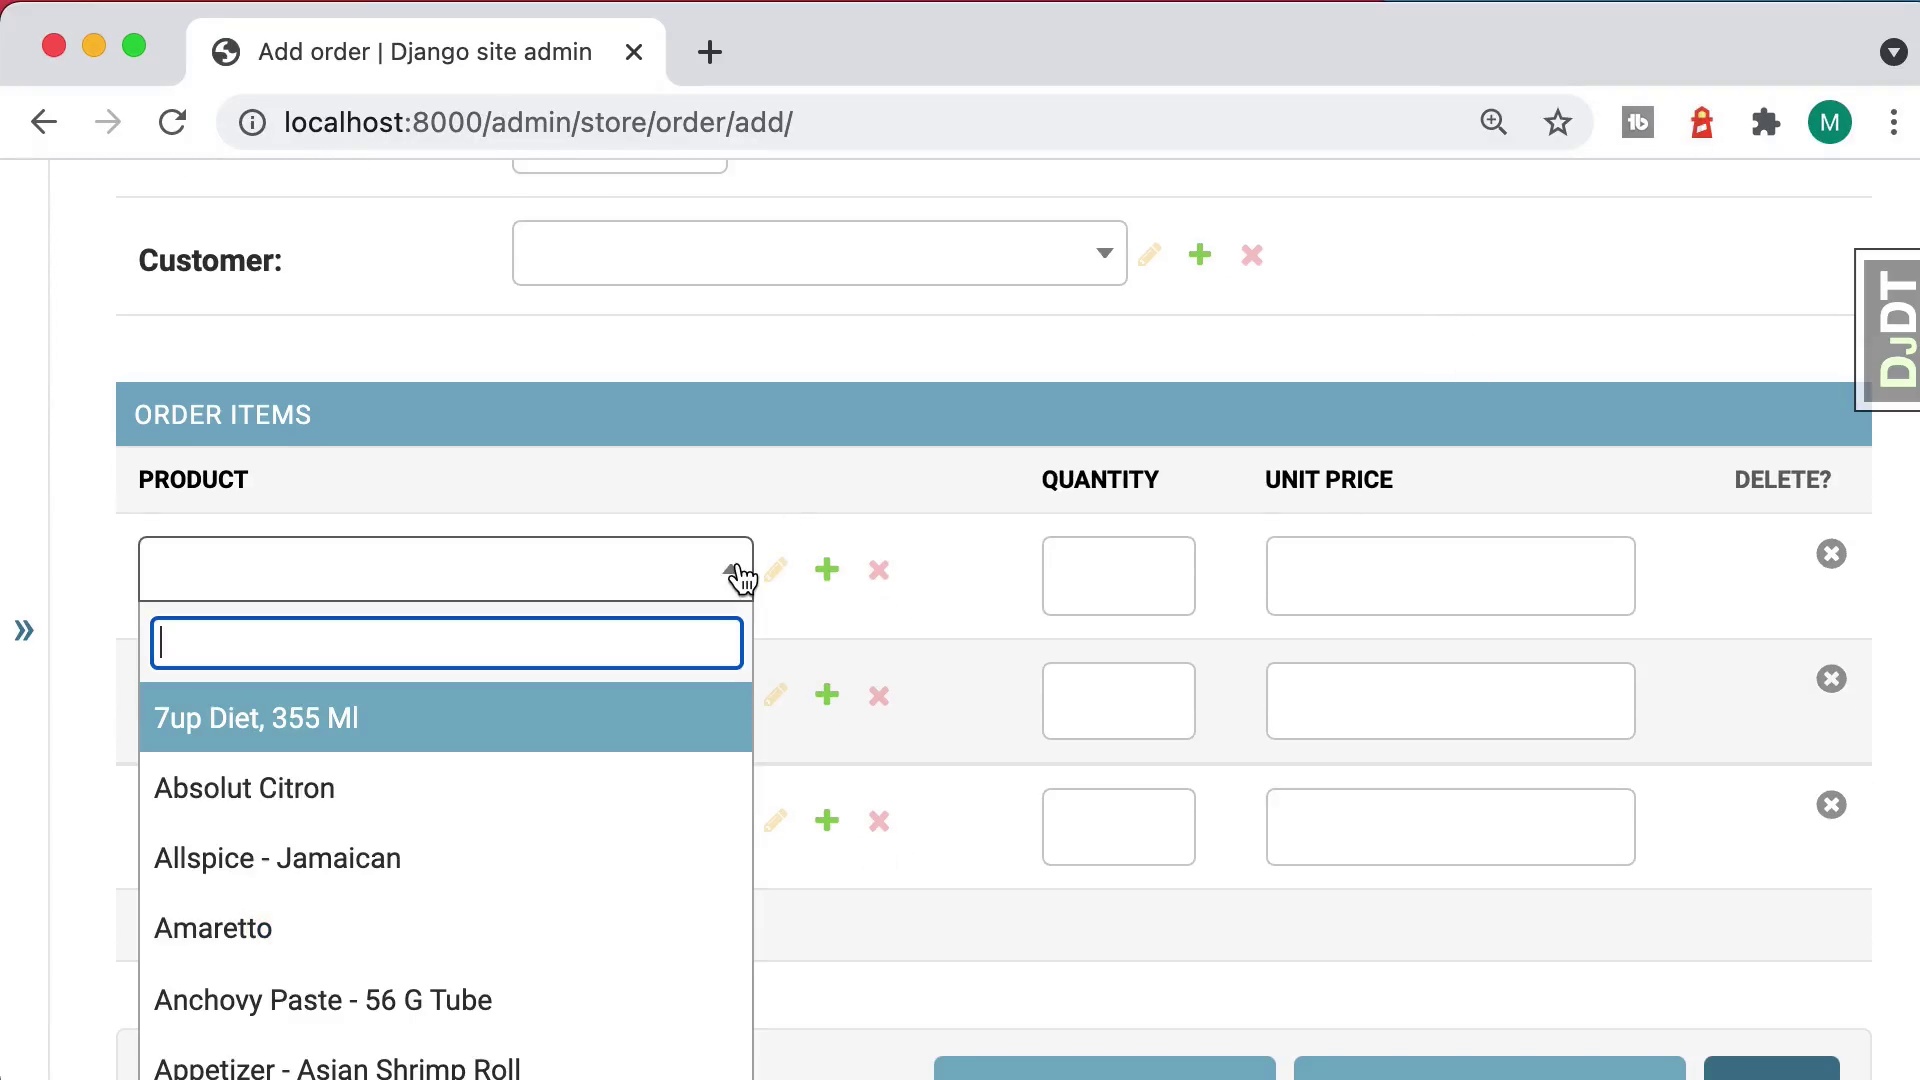 Add order | Django site admin
localhost:8000/admin/store/order/add/
M
Customer:
DJDT
ORDER ITEMS
PRODUCT QUANTITY UNIT PRICE DELETE?
7up Diet, 355 Ml
Absolut Citron
Allspice - Jamaican
Amaretto
Anchovy Paste - 56 G Tube
Appetizer - Asian Shrimp Roll